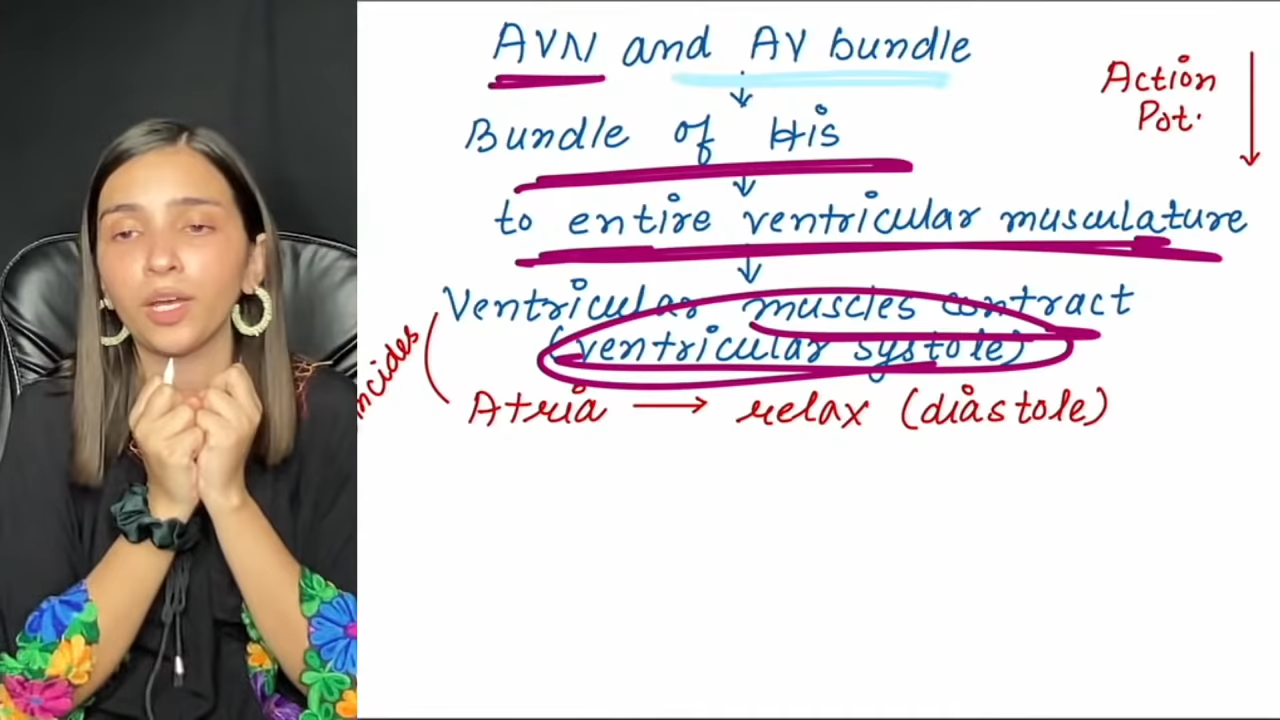 AVN and AV bundle
↓
Bundle of His
↓
to entire ventricular musculature
↓
Ventricular muscles contract
(ventricular systole)
Atria → relax (diastole)
Action
Pot.